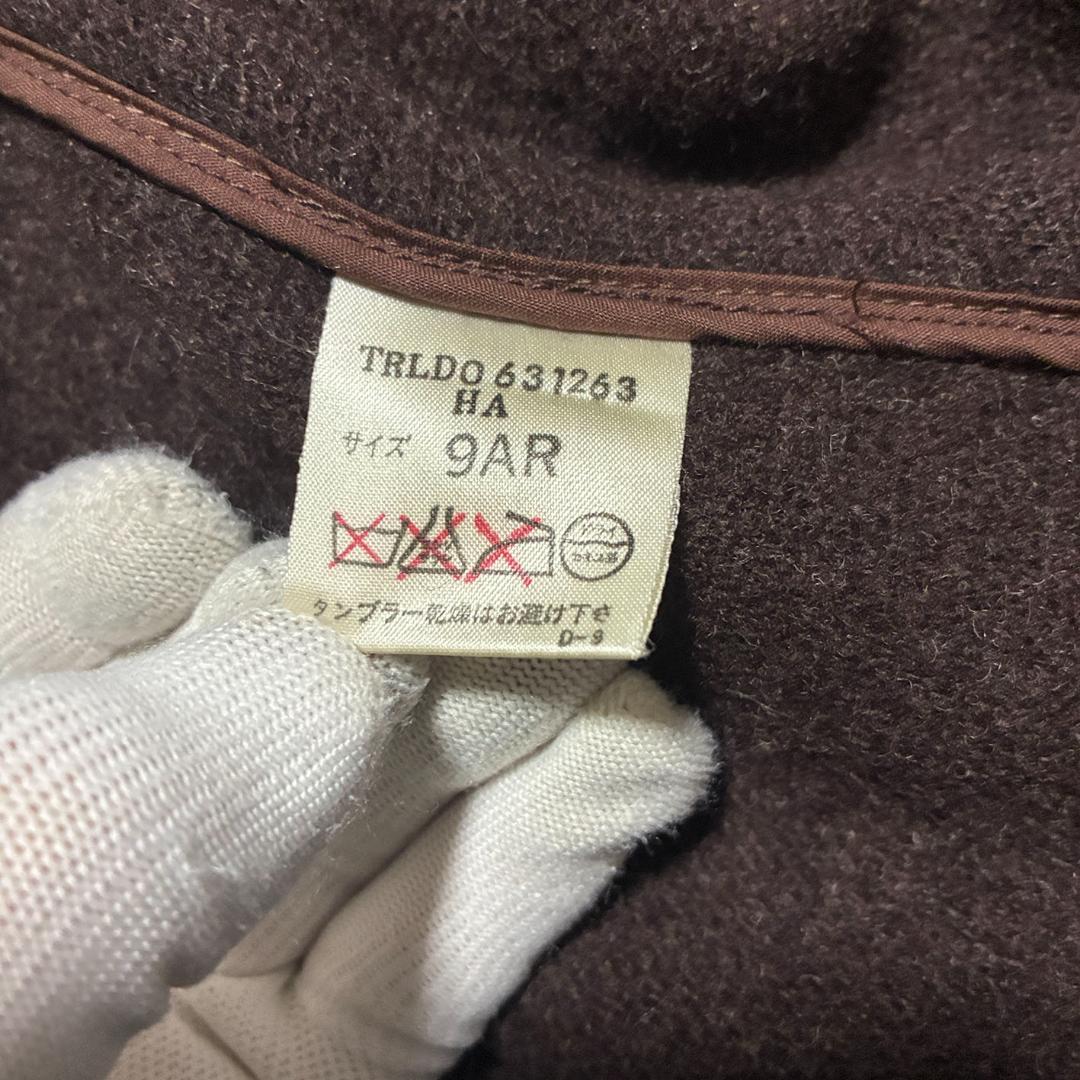 TRLDO 631263
HA
サイズ 9AR
タンブラー乾燥はお避け下さ
D-9